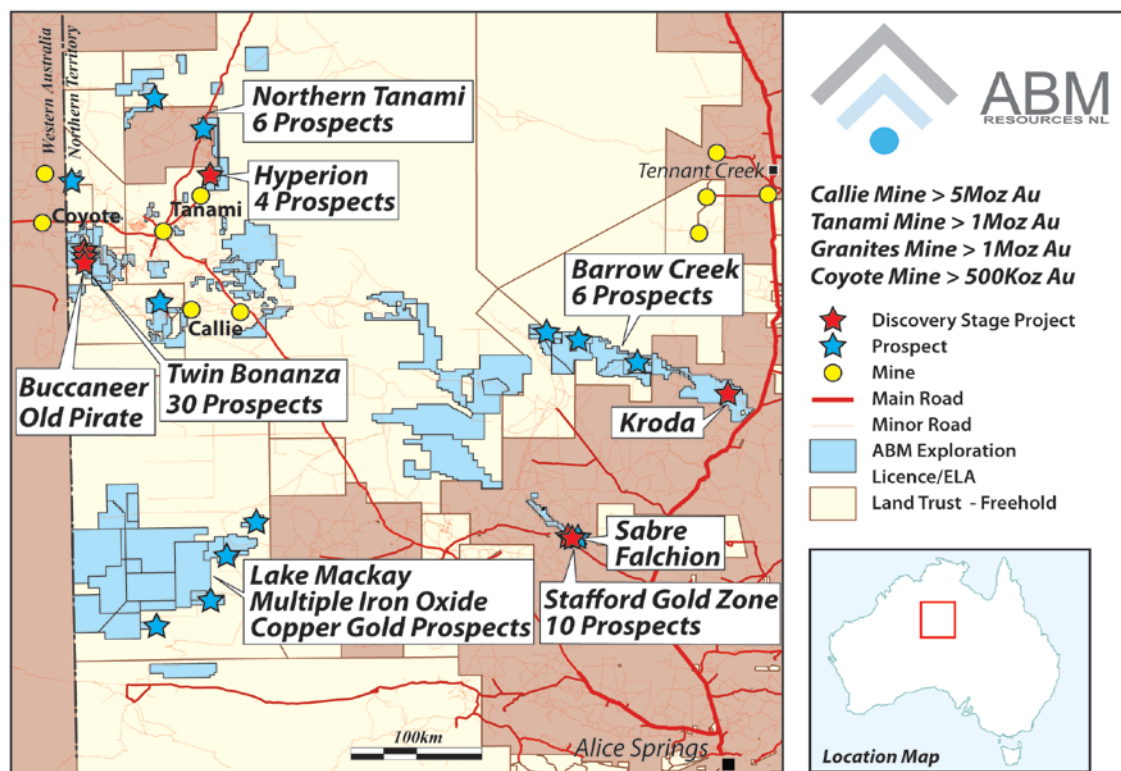 Western Australia
Northern Territory
Northern Tanami
6 Prospects
Hyperion
4 Prospects
Tanami
Coyote
Callie
Buccaneer
Old Pirate
Twin Bonanza
30 Prospects
Tennant Creek
Barrow Creek
6 Prospects
Kroda
Sabre
Falchion
Stafford Gold Zone
10 Prospects
Lake Mackay
Multiple Iron Oxide
Copper Gold Prospects
100km
Alice Springs
ABM
RESOURCES NL
Callie Mine > 5Moz Au
Tanami Mine > 1Moz Au
Granites Mine > 1Moz Au
Coyote Mine > 500Koz Au
Discovery Stage Project
Prospect
Mine
Main Road
Minor Road
ABM Exploration
Licence/ELA
Land Trust - Freehold
Location Map